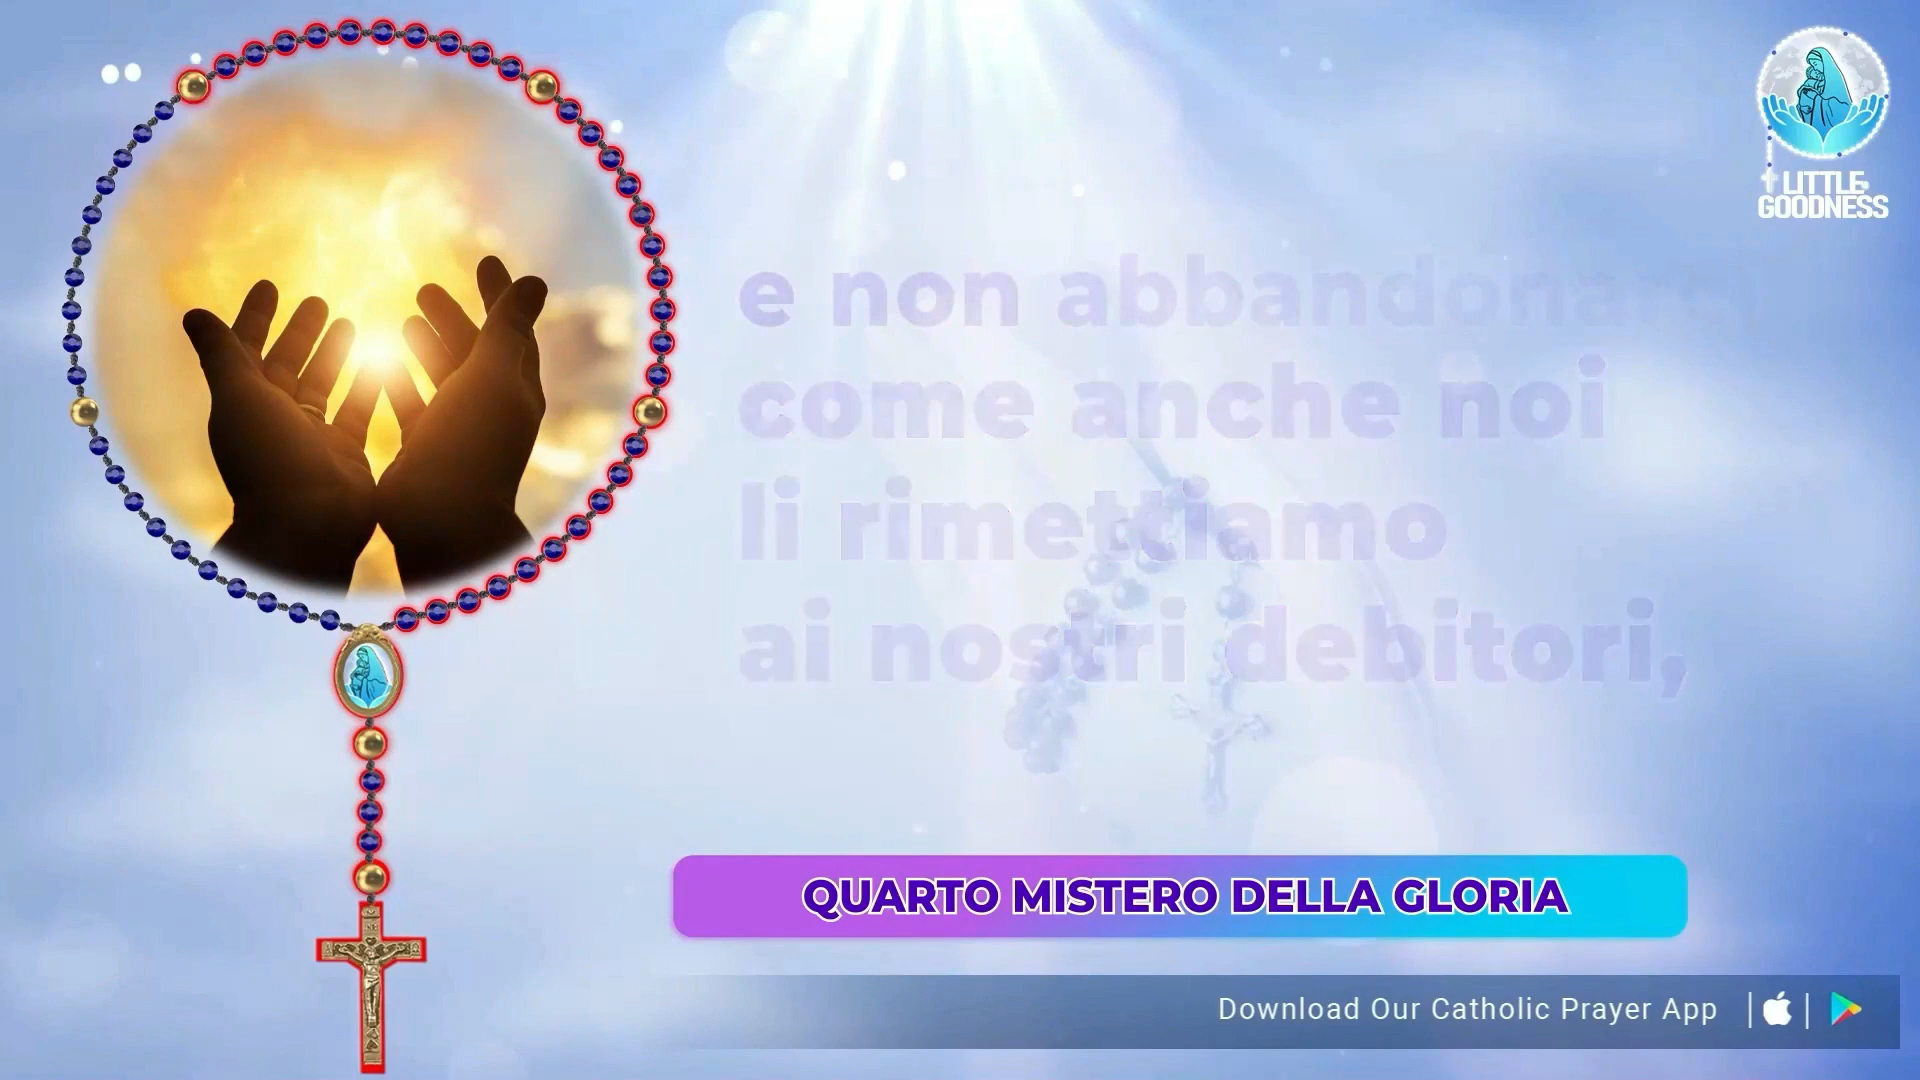 LITTLE
GOODNESS
e non abbandonarci
come anche noi
li rimettiamo
ai nostri debitori,
QUARTO MISTERO DELLA GLORIA
Download Our Catholic Prayer App